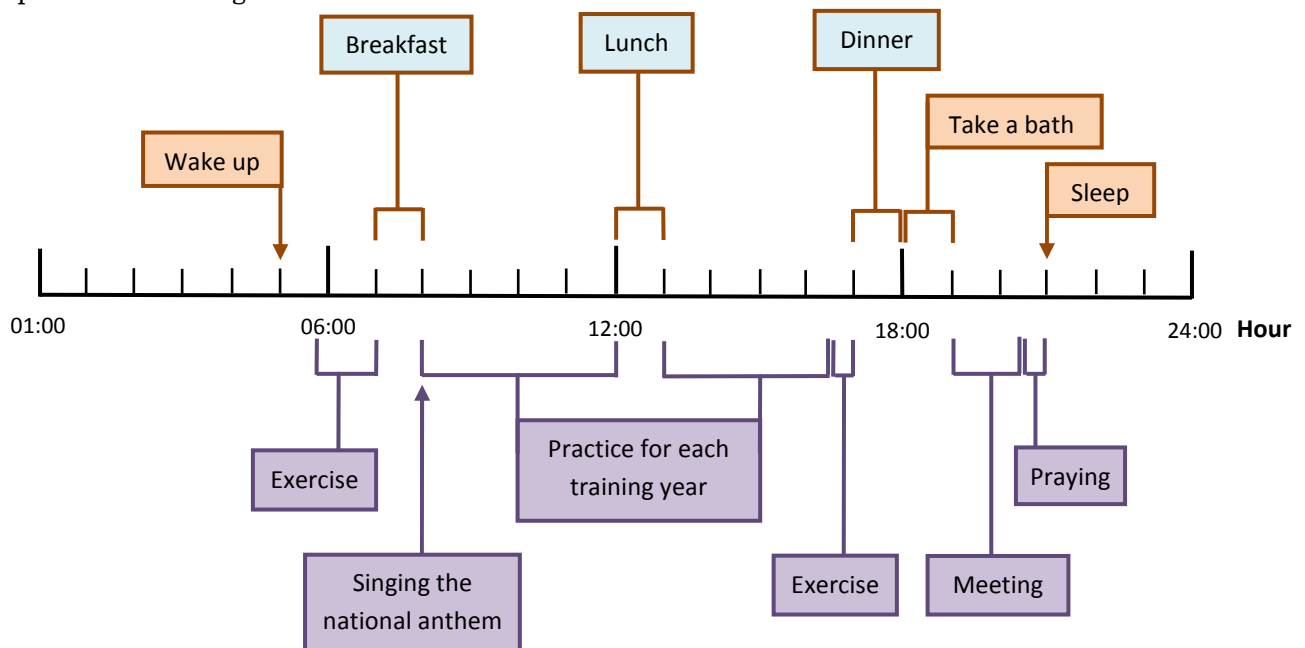 Breakfast
Lunch
Dinner
Take a bath
Wake up
Sleep
01:00
06:00
12:00
18:00
24:00 Hour
Exercise
Practice for each
training year
Praying
Singing the
national anthem
Exercise
Meeting